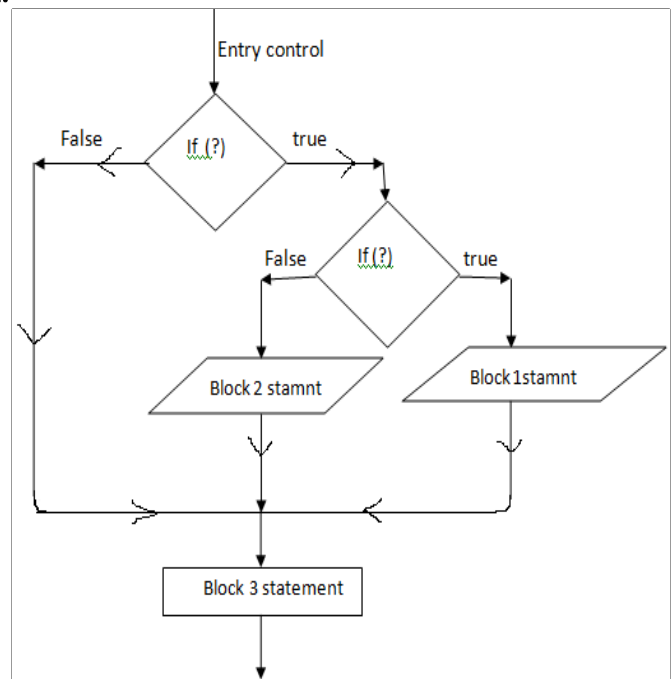 Entry control
False
If (?)
true
False
If (?)
true
Block 2 stamnt
Block 1stamnt
Block 3 statement